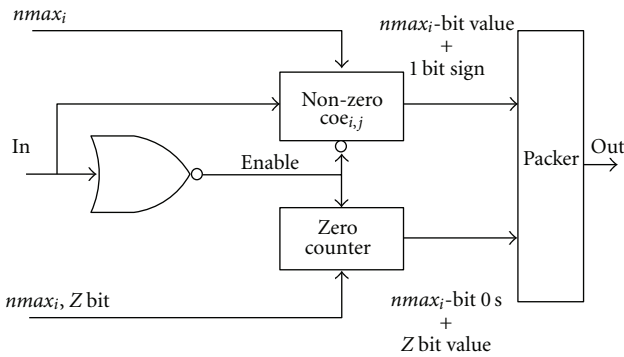 nmaxᵢ
nmaxᵢ-bit value
+
1 bit sign
Non-zero
coeᵢ,ⱼ
In
Enable
Packer
Out
Zero
counter
nmaxᵢ, Z bit
nmaxᵢ-bit 0 s
+
Z bit value